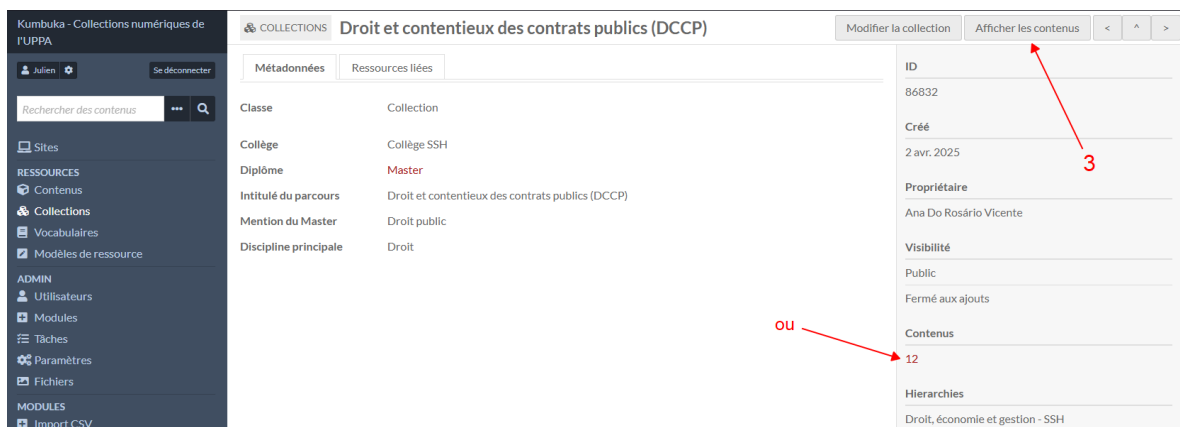 Kumbuka - Collections numériques de
l'UPPA
Julien
Se déconnecter
Rechercher des contenus
Sites
RESSOURCES
Contenus
Collections
Vocabulaires
Modèles de ressource
ADMIN
Utilisateurs
Modules
Tâches
Paramètres
Fichiers
MODULES
Import CSV
COLLECTIONS Droit et contentieux des contrats publics (DCCP)
Modifier la collection Afficher les contenus < ^ >
Métadonnées Ressources liées
Classe Collection
Collège Collège SSH
Diplôme Master
Intitulé du parcours Droit et contentieux des contrats publics (DCCP)
Mention du Master Droit public
Discipline principale Droit
ID
86832
Créé
2 avr. 2025
3
Propriétaire
Ana Do Rosário Vicente
Visibilité
Public
Fermé aux ajouts
ou
Contenus
12
Hierarchies
Droit, économie et gestion - SSH